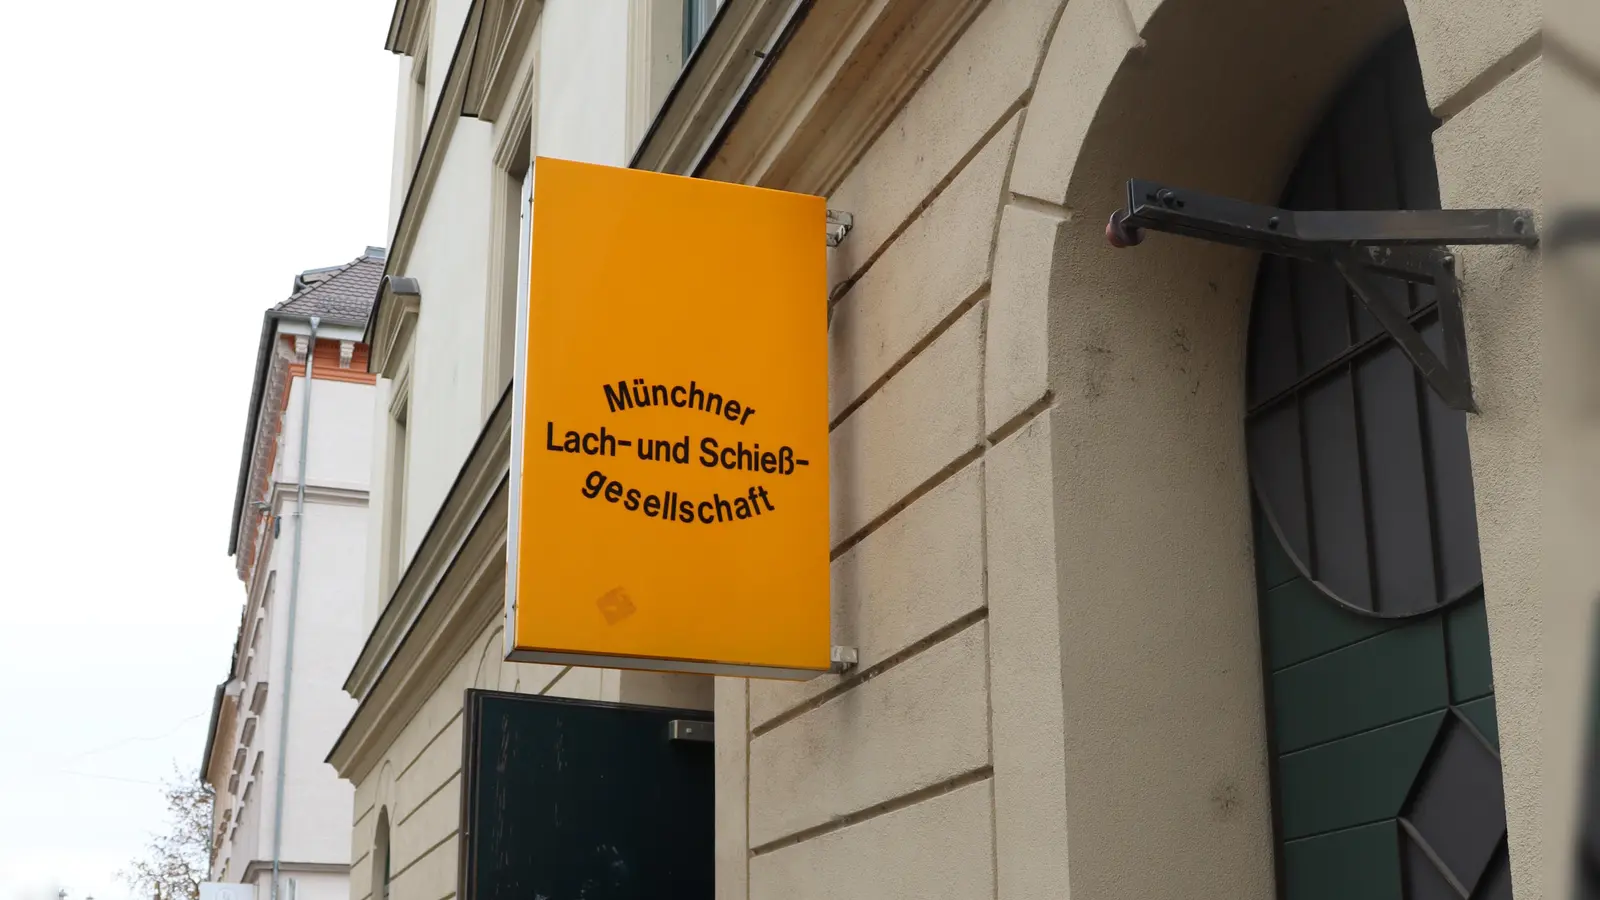 Münchner
Lach- und Schieß-
gesellschaft